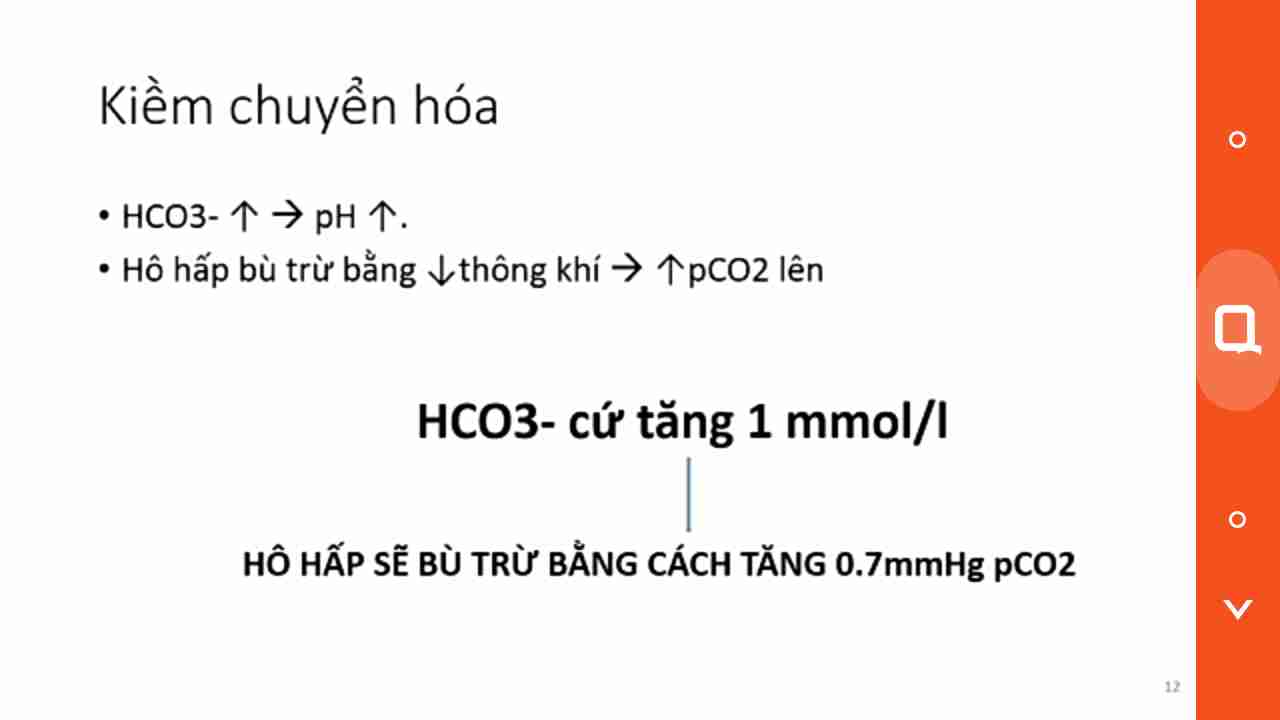 Kiềm chuyển hóa
• HCO3- ↑ → pH ↑.
• Hô hấp bù trừ bằng ↓thông khí → ↑pCO2 lên
HCO3- cứ tăng 1 mmol/l
HÔ HẤP SẼ BÙ TRỪ BẰNG CÁCH TĂNG 0.7mmHg pCO2
12